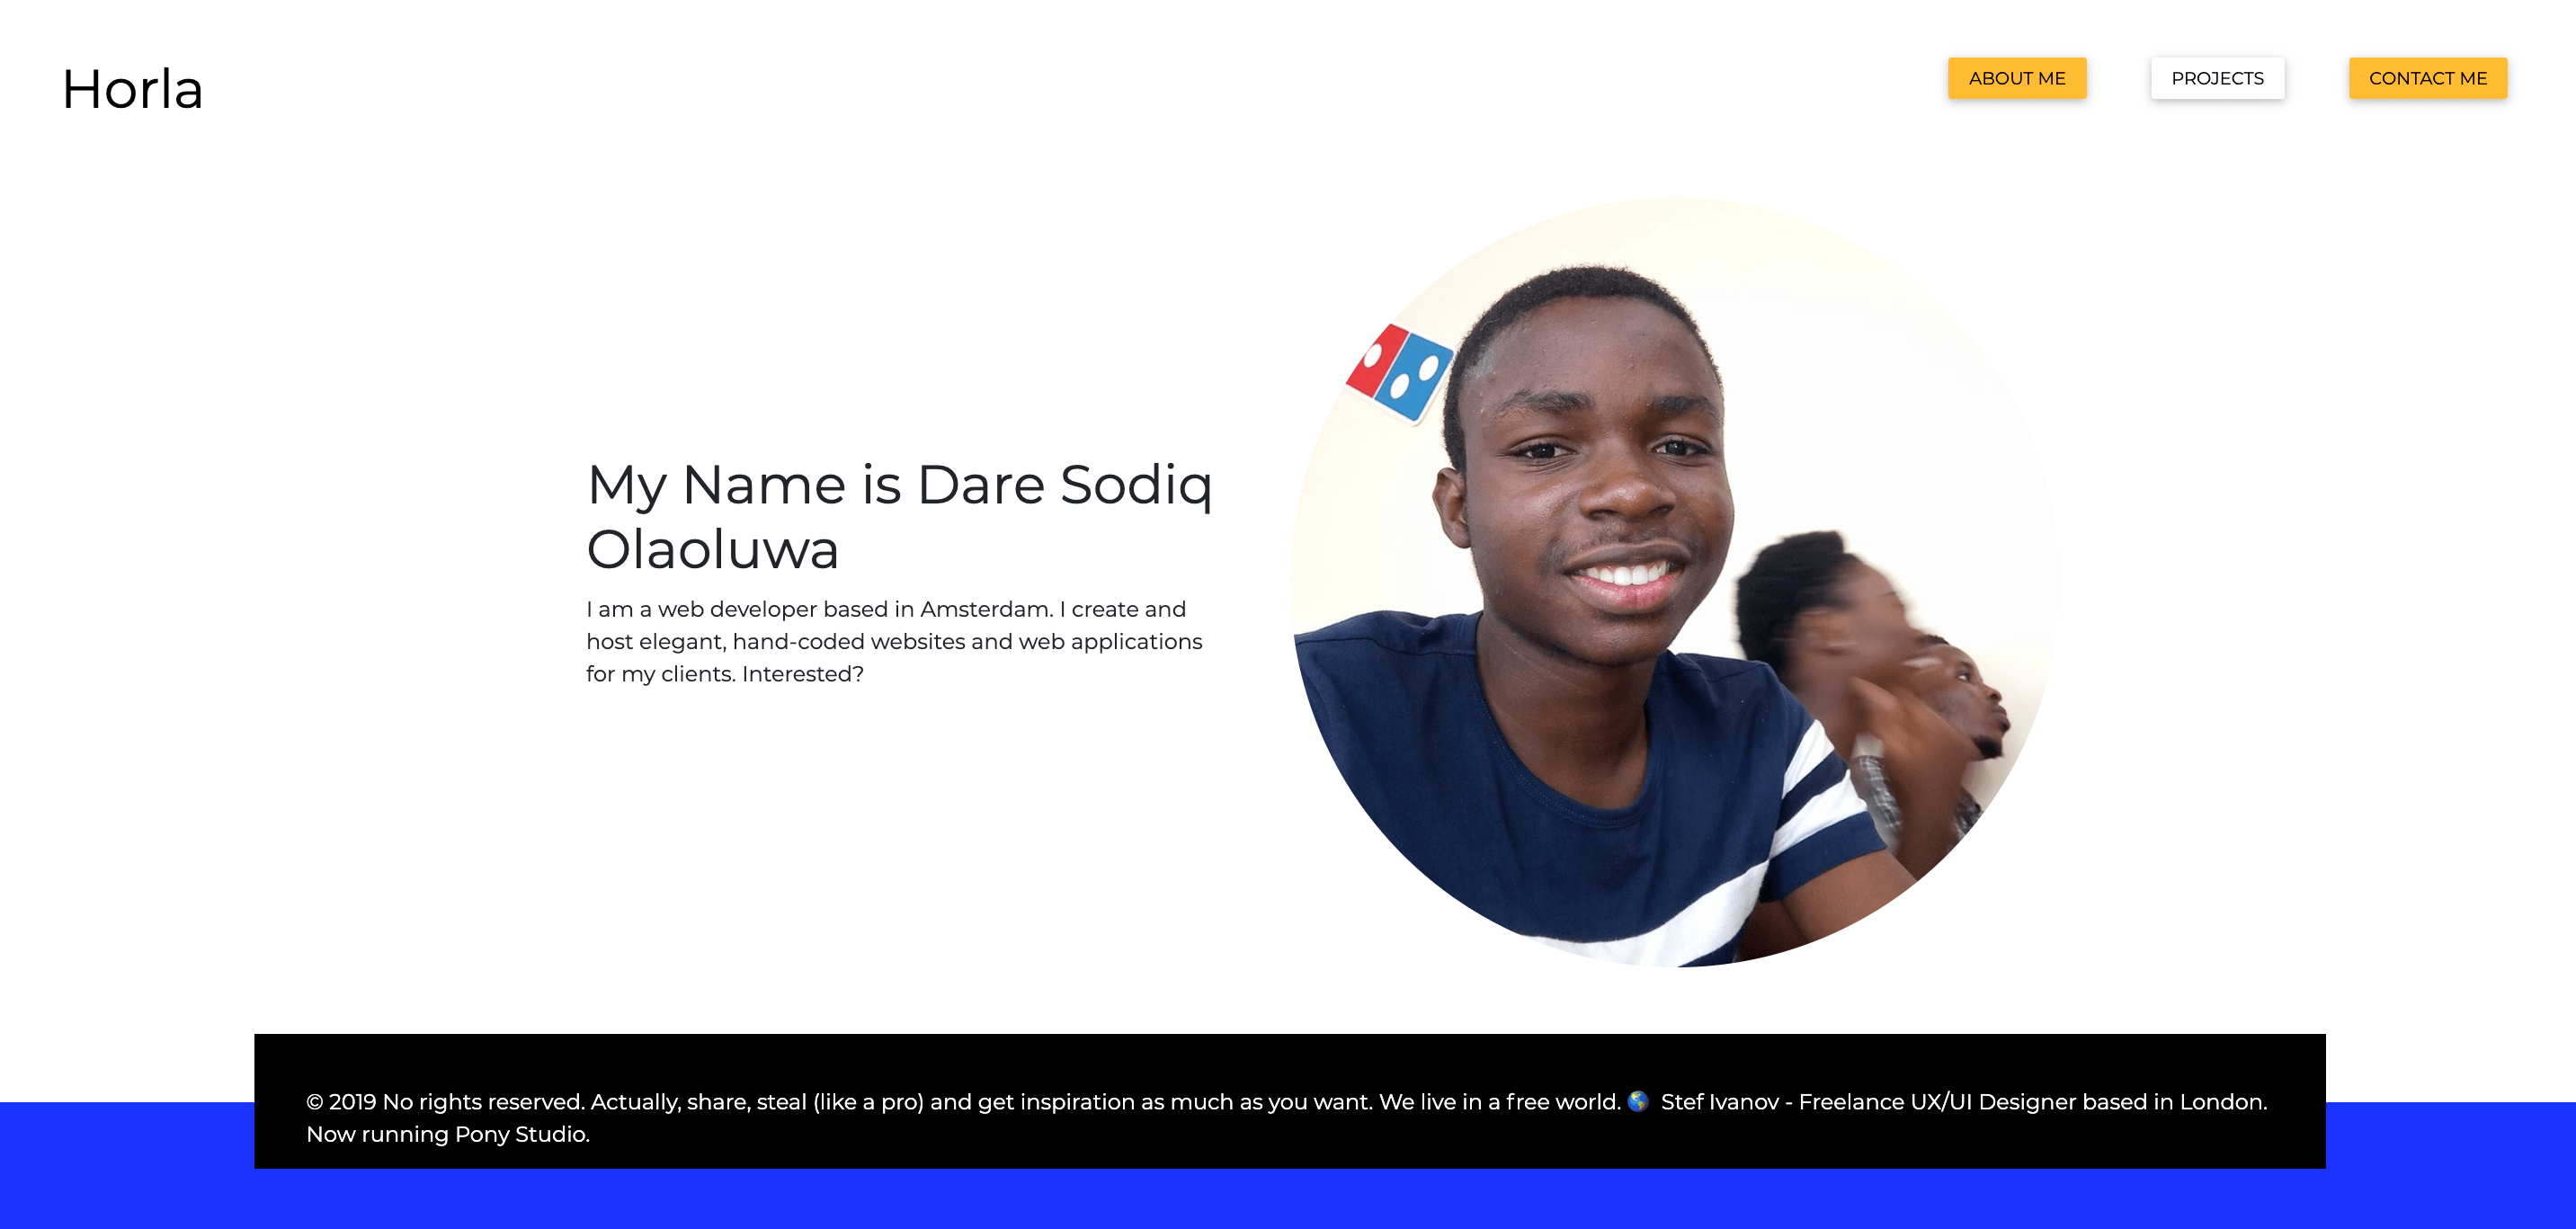 Horla
ABOUT ME
PROJECTS
CONTACT ME
My Name is Dare Sodiq
Olaoluwa
I am a web developer based in Amsterdam. I create and
host elegant, hand-coded websites and web applications
for my clients. Interested?
© 2019 No rights reserved. Actually, share, steal (like a pro) and get inspiration as much as you want. We live in a free world. 🌎 Stef Ivanov - Freelance UX/UI Designer based in London.
Now running Pony Studio.